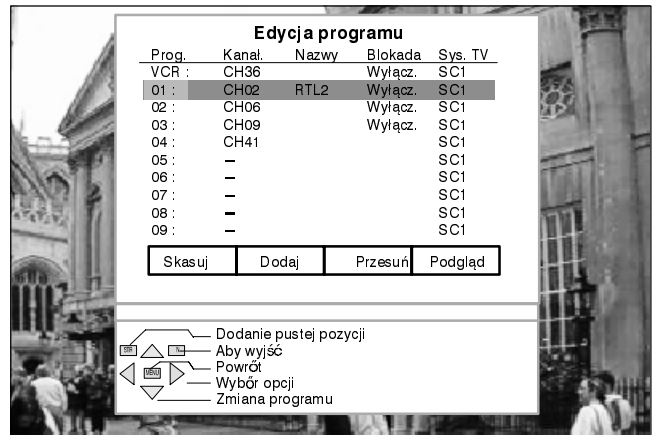 Edycja programu
Prog. Kanał. Nazwy Blokada Sys. TV
VCR : CH36 Wyłącz. SC1
01 : CH02 RTL2 Wyłącz. SC1
02 : CH06 Wyłącz. SC1
03 : CH09 Wyłącz. SC1
04 : CH41 SC1
05 : – SC1
06 : – SC1
07 : – SC1
08 : – SC1
09 : – SC1
Skasuj Dodaj Przesuń Podgląd
Dodanie pustej pozycji
Aby wyjść
Powrót
MENU
Wybór opcji
Zmiana programu